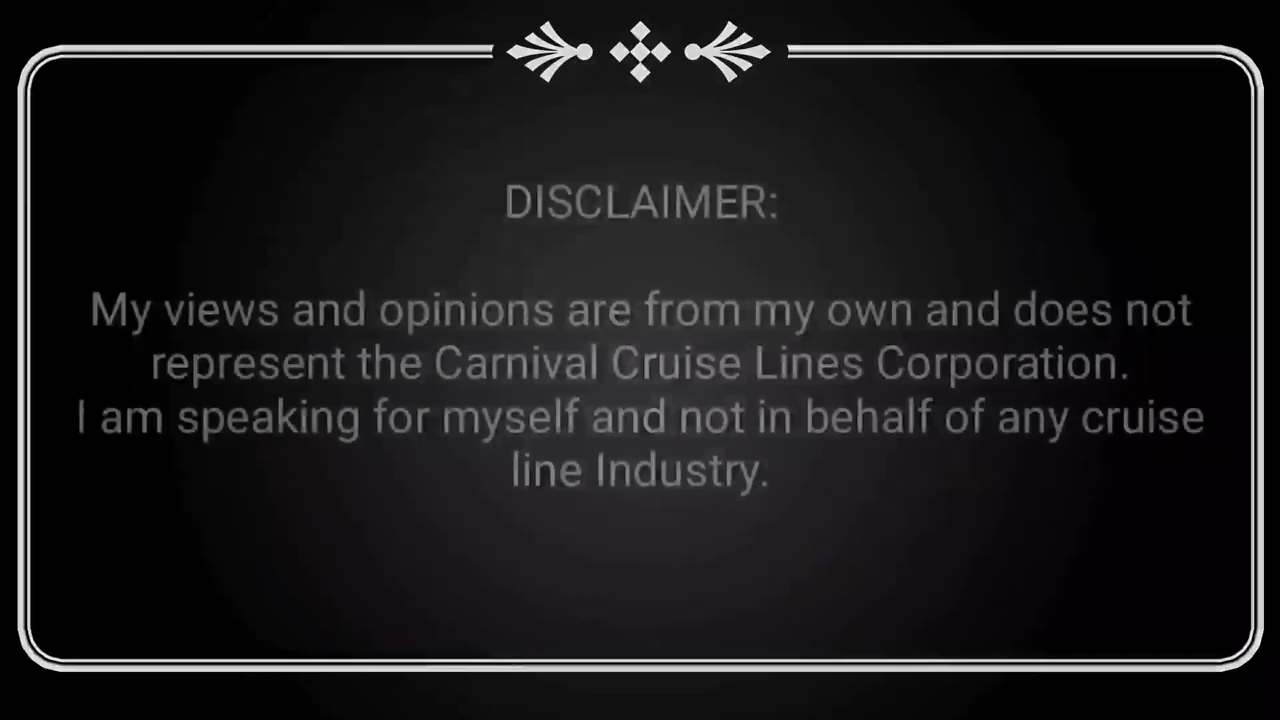 DISCLAIMER:
My views and opinions are from my own and does not
represent the Carnival Cruise Lines Corporation.
I am speaking for myself and not in behalf of any cruise
line Industry.